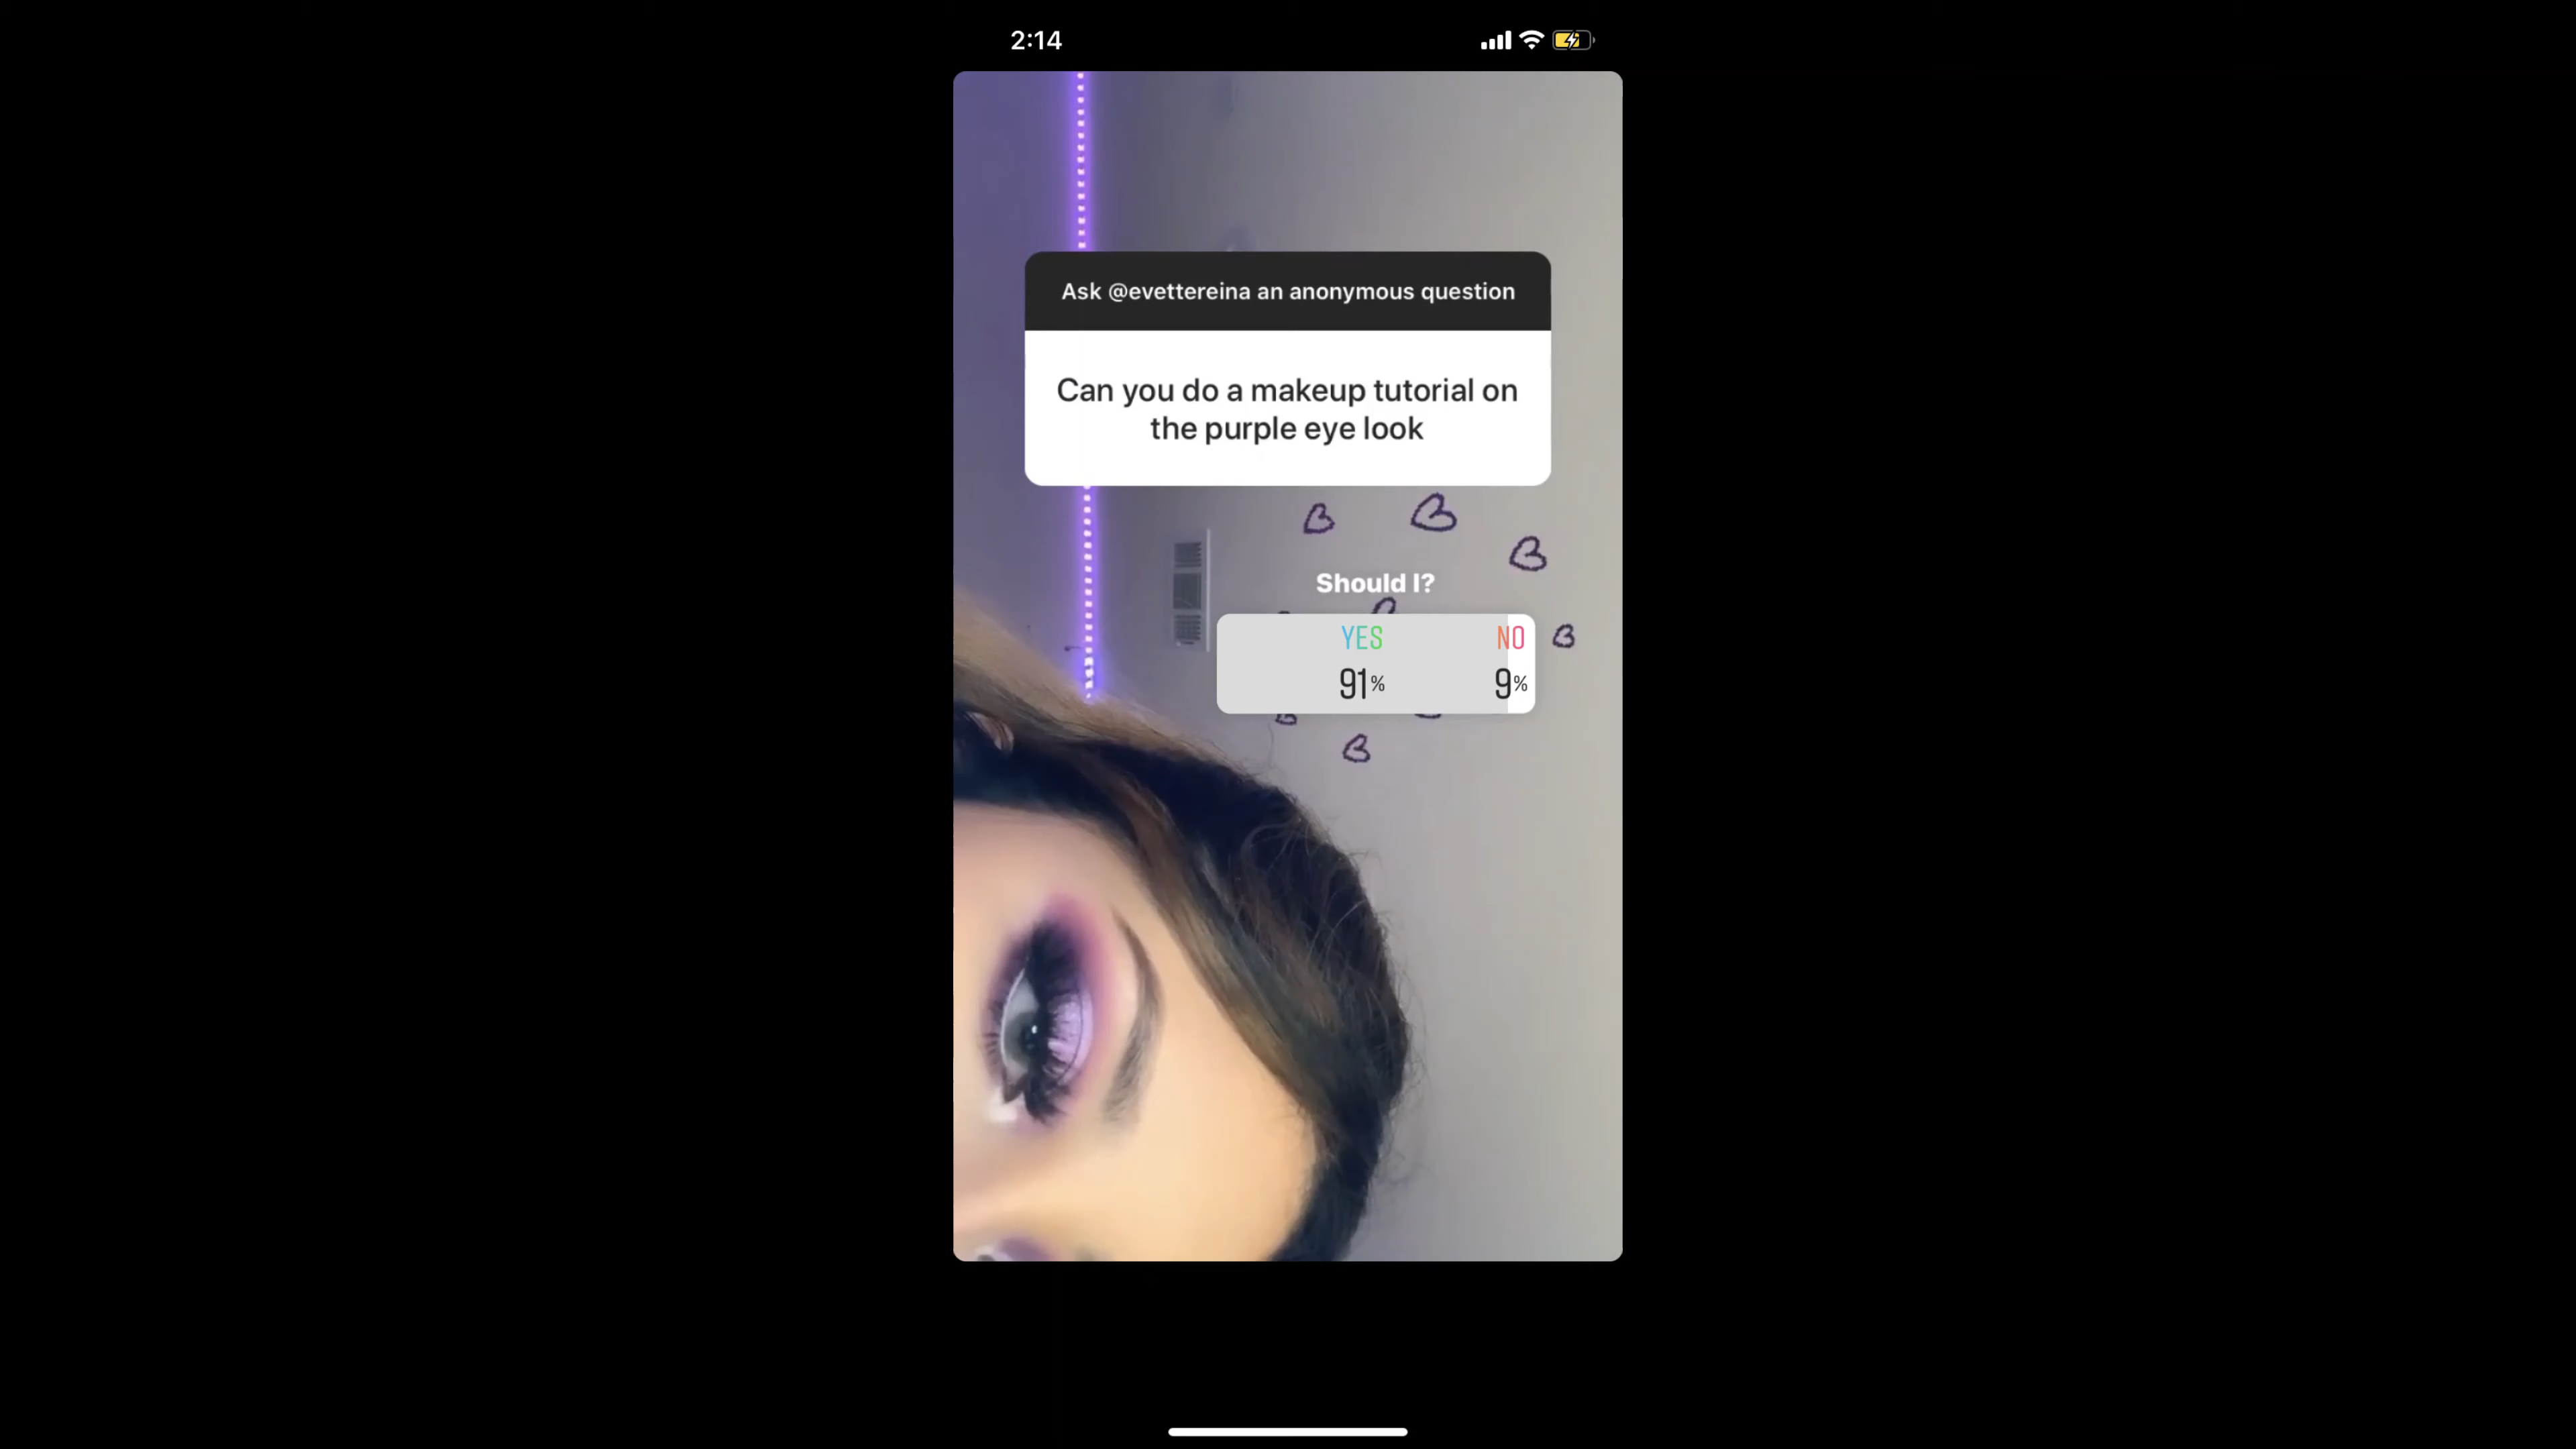 2:14
Ask @evettereina an anonymous question
Can you do a makeup tutorial on
the purple eye look
Should I?
YES NO
91% 9%